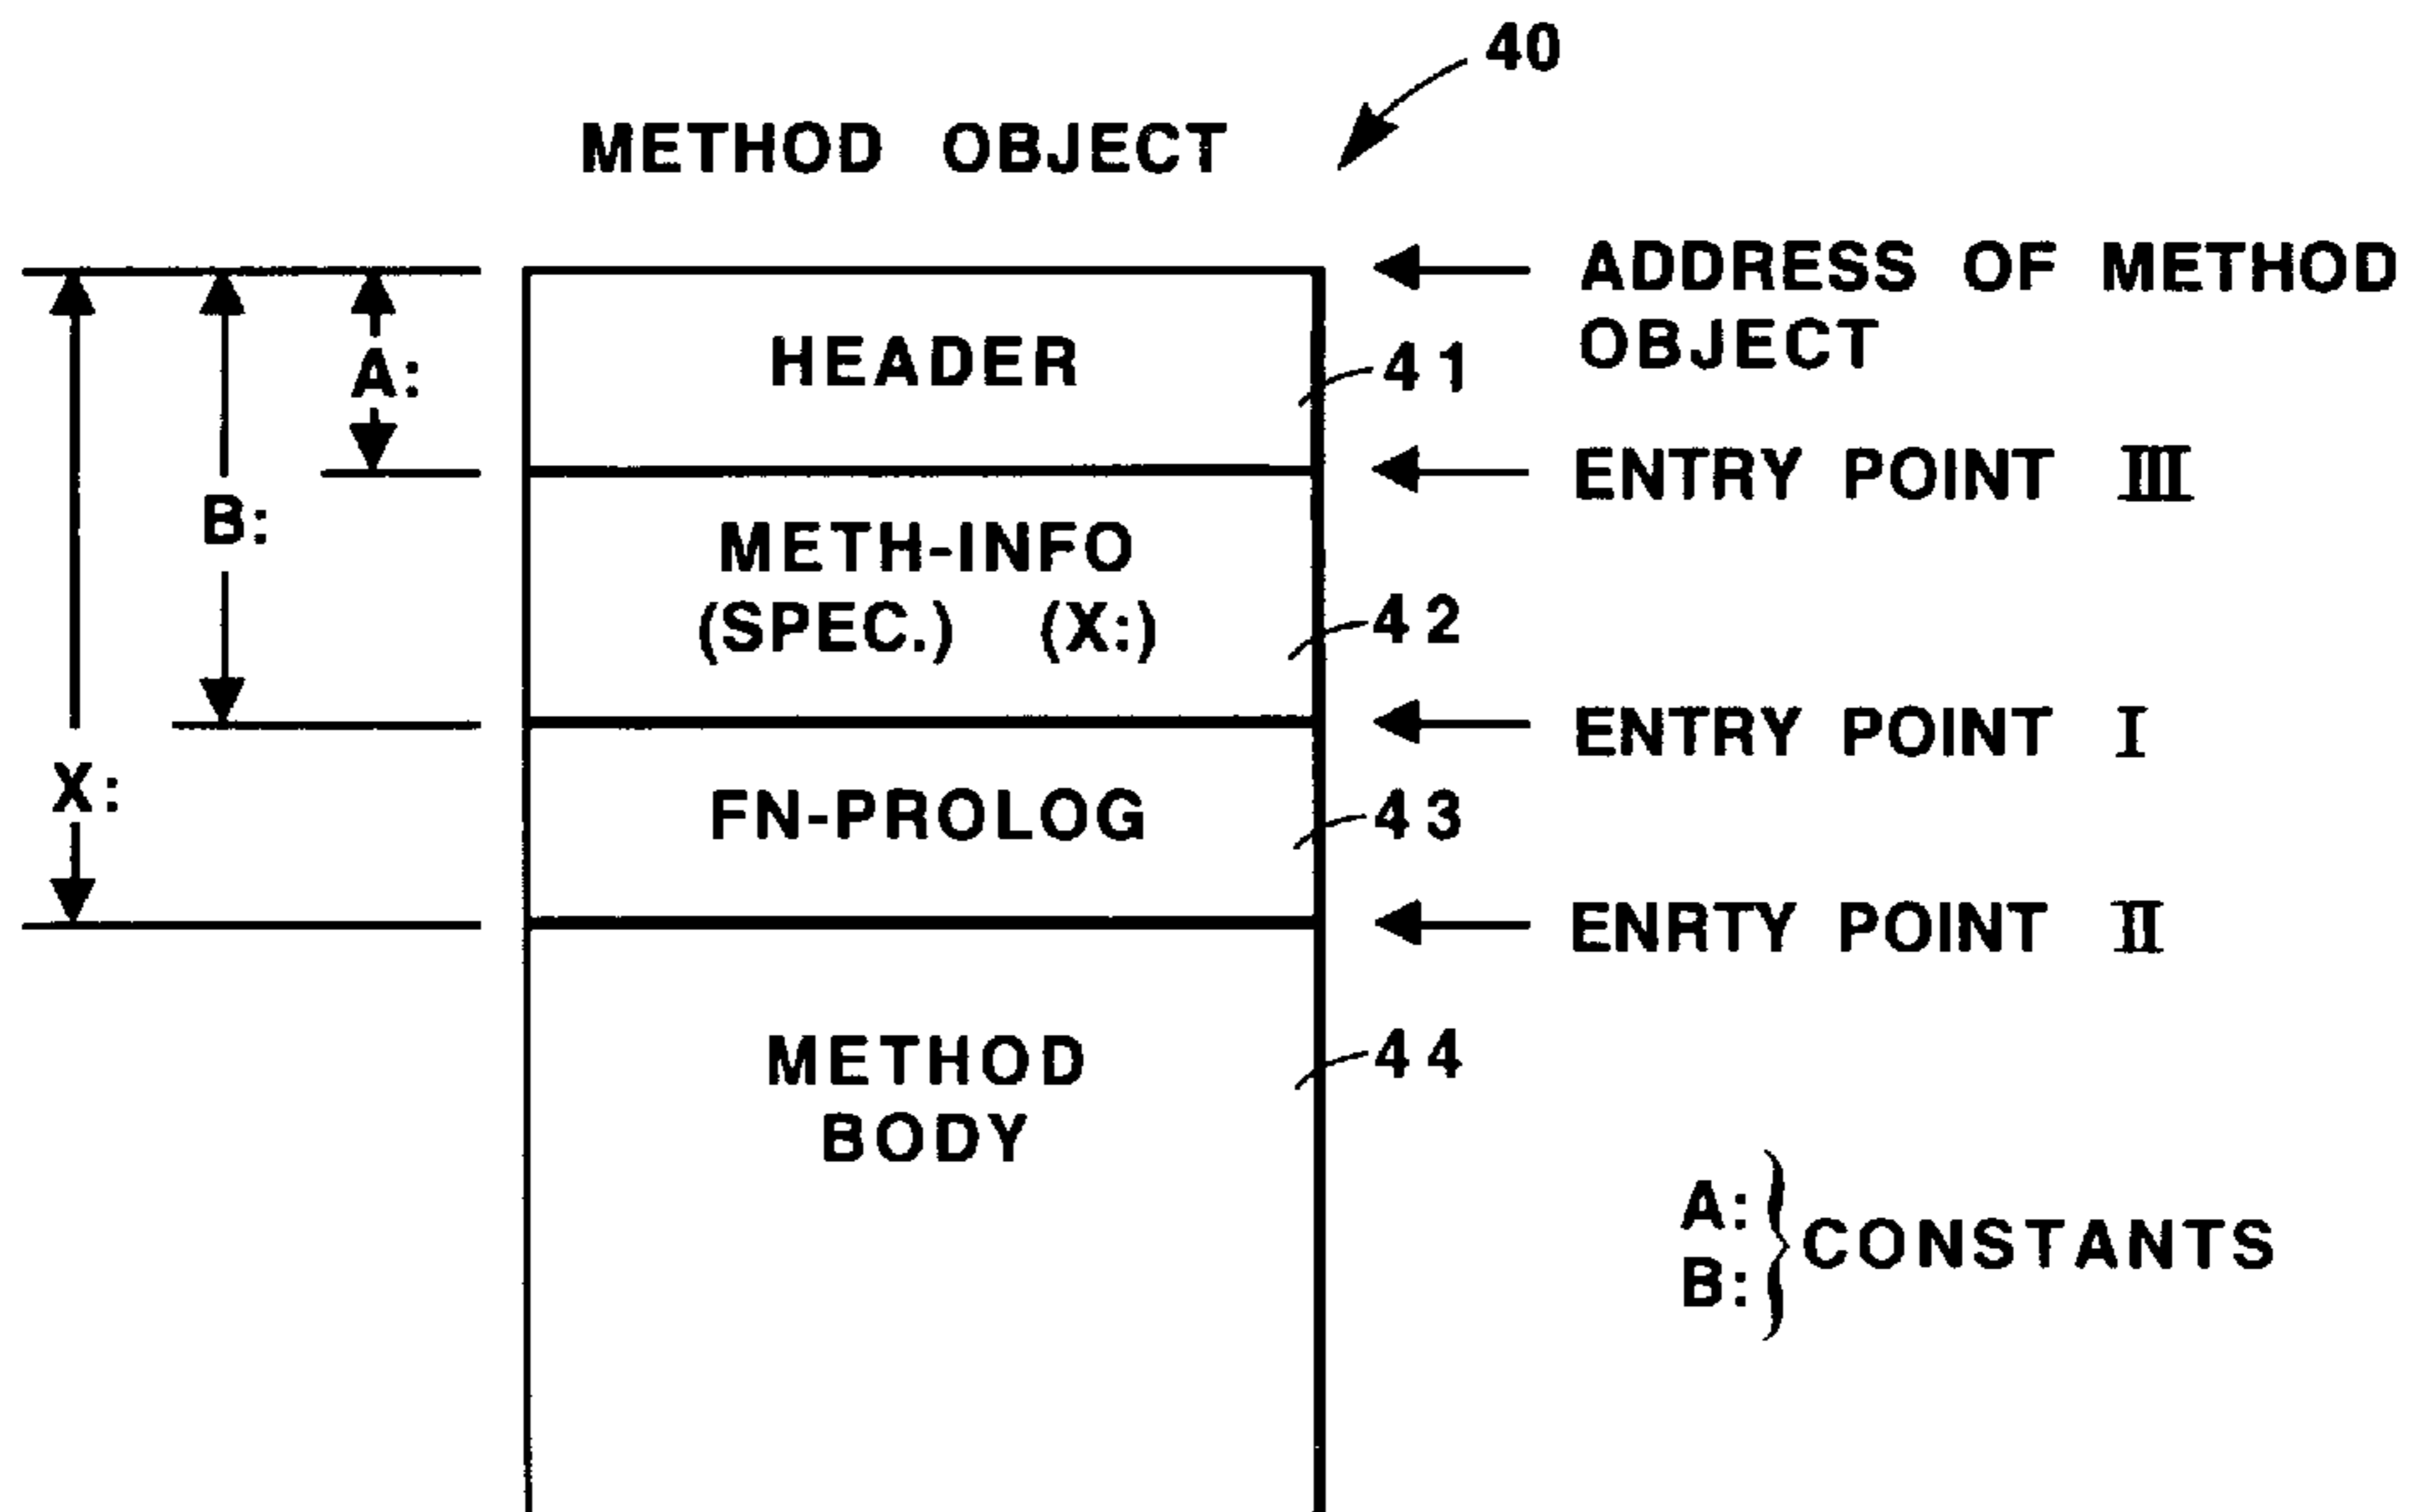 40
METHOD OBJECT
ADDRESS OF METHOD
OBJECT
HEADER
41
A:
ENTRY POINT III
B:
METH-INFO
(SPEC.) (X:)
42
ENTRY POINT I
X:
FN-PROLOG
43
ENRTY POINT II
METHOD
BODY
44
A:
B:
CONSTANTS